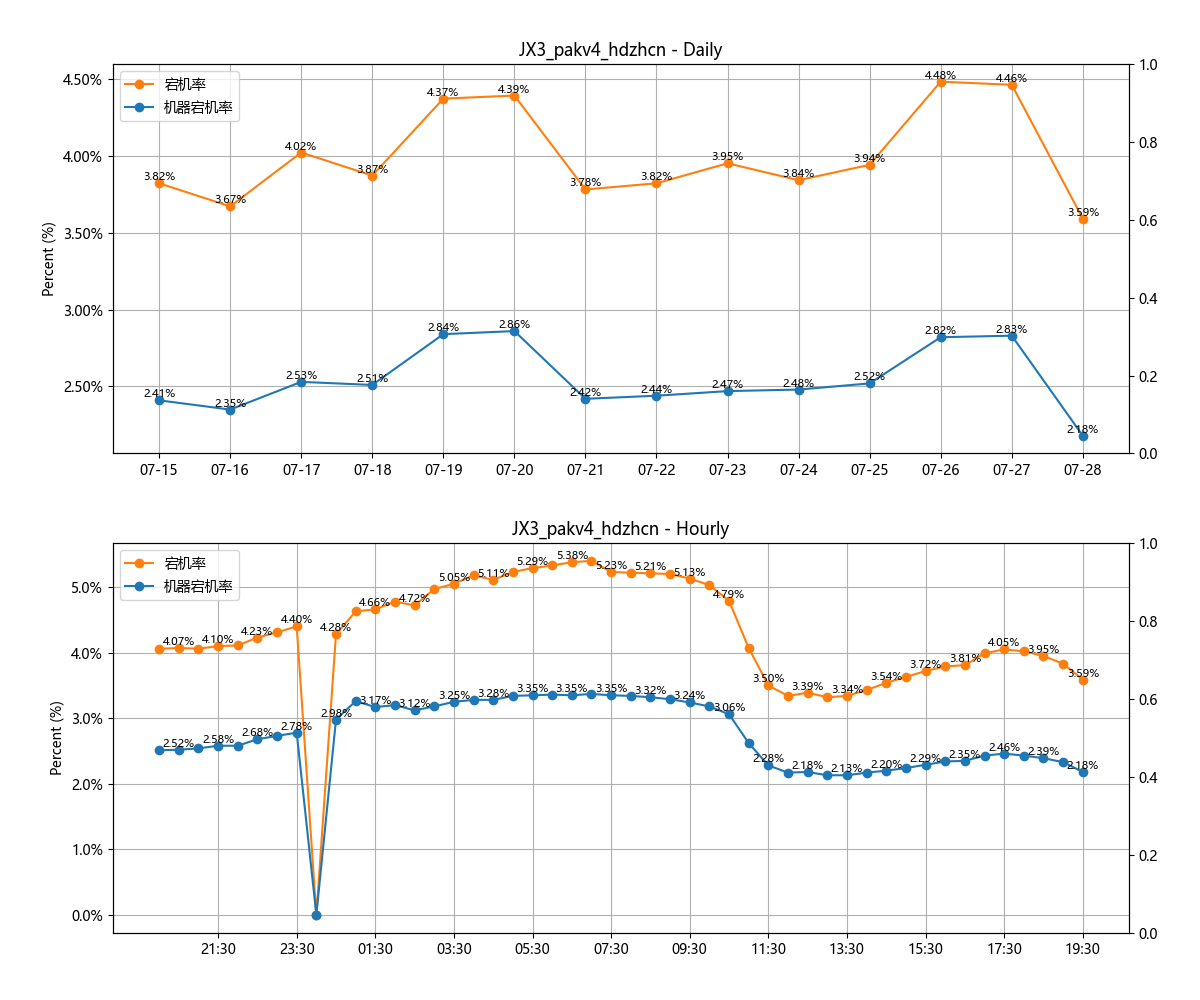 JX3_pakv4_hdzhcn - Daily
宕机率
机器宕机率
Percent (%)
4.50%
4.00%
3.50%
3.00%
2.50%
1.0
0.8
0.6
0.4
0.2
0.0
3.82% 3.67% 4.02% 3.87% 4.37% 4.39% 3.78% 3.82% 3.95% 3.84% 3.94% 4.48% 4.46% 3.59%
2.41% 2.35% 2.53% 2.51% 2.84% 2.86% 2.42% 2.44% 2.47% 2.48% 2.52% 2.82% 2.83% 2.18%
07-15 07-16 07-17 07-18 07-19 07-20 07-21 07-22 07-23 07-24 07-25 07-26 07-27 07-28
JX3_pakv4_hdzhcn - Hourly
宕机率
机器宕机率
Percent (%)
5.0%
4.0%
3.0%
2.0%
1.0%
0.0%
1.0
0.8
0.6
0.4
0.2
0.0
4.07% 4.10% 4.23% 4.40% 4.28% 4.66% 4.72% 5.05% 5.11% 5.29% 5.38% 5.23% 5.21% 5.13% 4.79% 3.50% 3.39% 3.34% 3.54% 3.72% 3.81% 4.05% 3.95% 3.59%
2.52% 2.58% 2.68% 2.78% 2.98% 3.17% 3.12% 3.25% 3.28% 3.35% 3.35% 3.35% 3.32% 3.24% 3.06% 2.28% 2.18% 2.13% 2.20% 2.29% 2.35% 2.46% 2.39% 2.18%
21:30 23:30 01:30 03:30 05:30 07:30 09:30 11:30 13:30 15:30 17:30 19:30